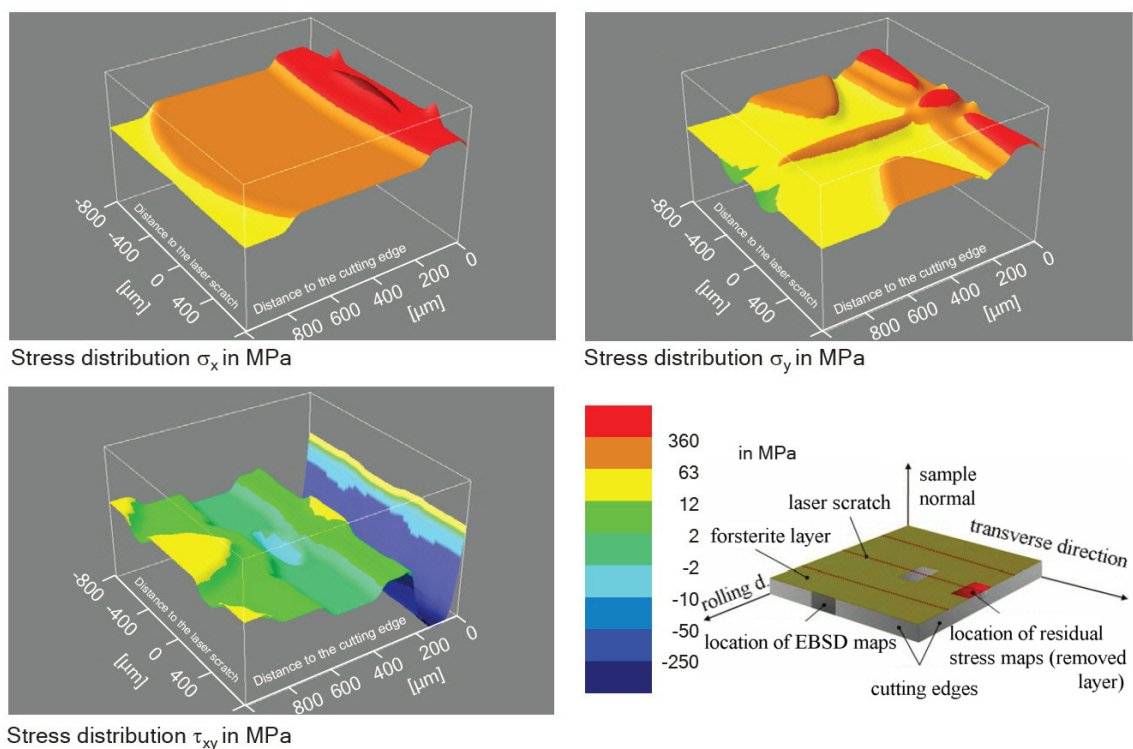 -800
-400
0
400
Distance to the laser scratch
[µm]
800
600
400
200
0
Distance to the cutting edge
[µm]
Stress distribution σx in MPa
-800
-400
0
400
Distance to the laser scratch
[µm]
800
600
400
200
0
Distance to the cutting edge
[µm]
Stress distribution σy in MPa
-800
-400
0
400
Distance to the laser scratch
[µm]
800
600
400
200
0
Distance to the cutting edge
[µm]
Stress distribution τxy in MPa
360
63
12
2
-2
-10
-50
-250
in MPa
sample
normal
laser scratch
forsterite layer
transverse direction
rolling d.
location of EBSD maps
location of residual
stress maps (removed
layer)
cutting edges